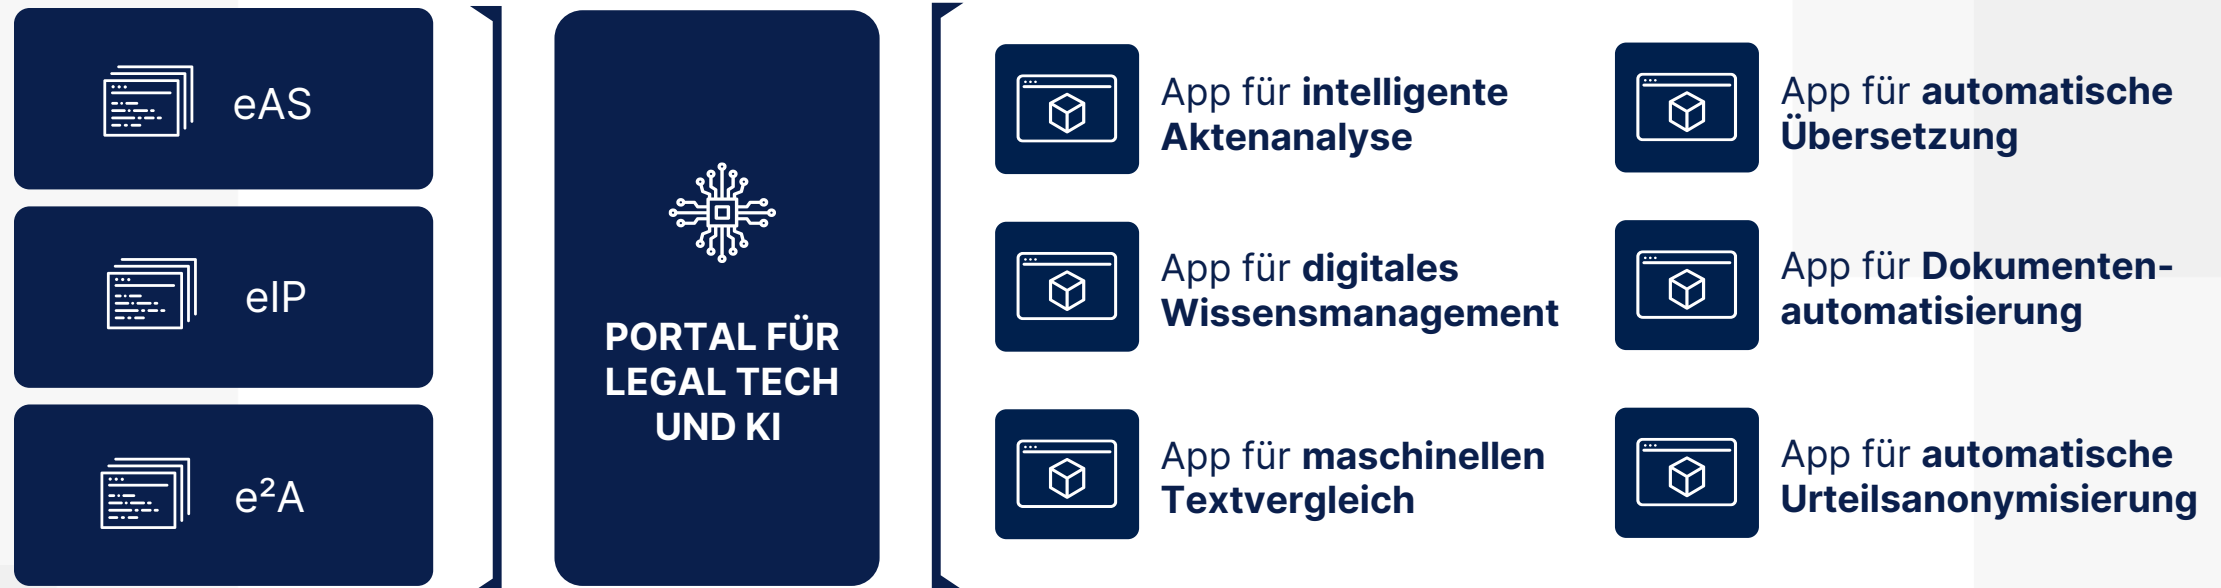 eAS
eIP
e²A
PORTAL FÜR
LEGAL TECH
UND KI
App für intelligente
Aktenanalyse
App für digitales
Wissensmanagement
App für maschinellen
Textvergleich
App für automatische
Übersetzung
App für Dokumenten-
automatisierung
App für automatische
Urteilsanonymisierung